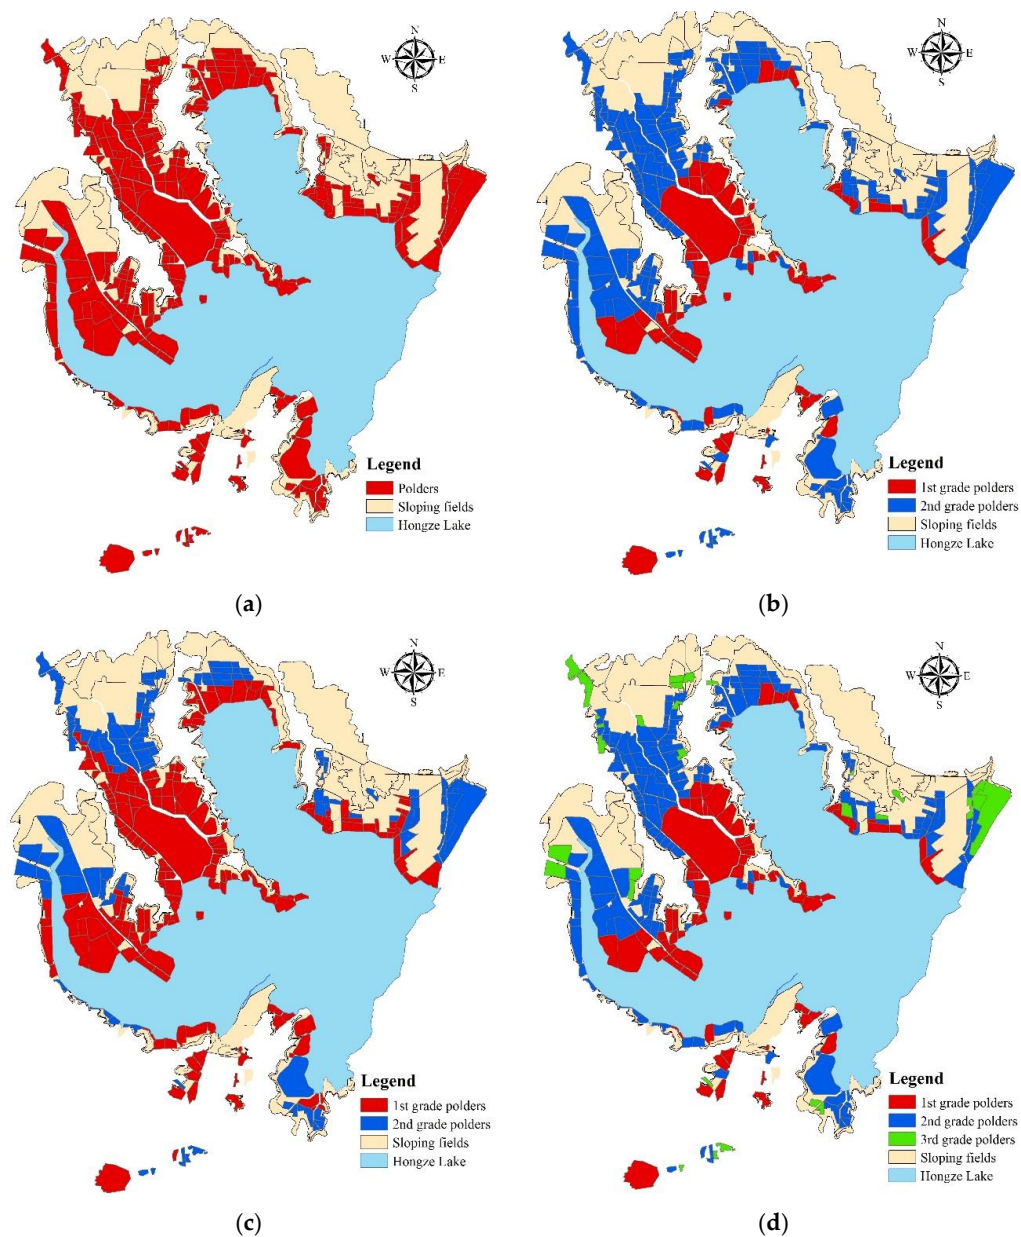 N
W E
S
Legend
Polders
Sloping fields
Hongze Lake
(a)
N
W E
S
Legend
1st grade polders
2nd grade polders
Sloping fields
Hongze Lake
(b)
N
W E
S
Legend
1st grade polders
2nd grade polders
Sloping fields
Hongze Lake
(c)
N
W E
S
Legend
1st grade polders
2nd grade polders
3rd grade polders
Sloping fields
Hongze Lake
(d)